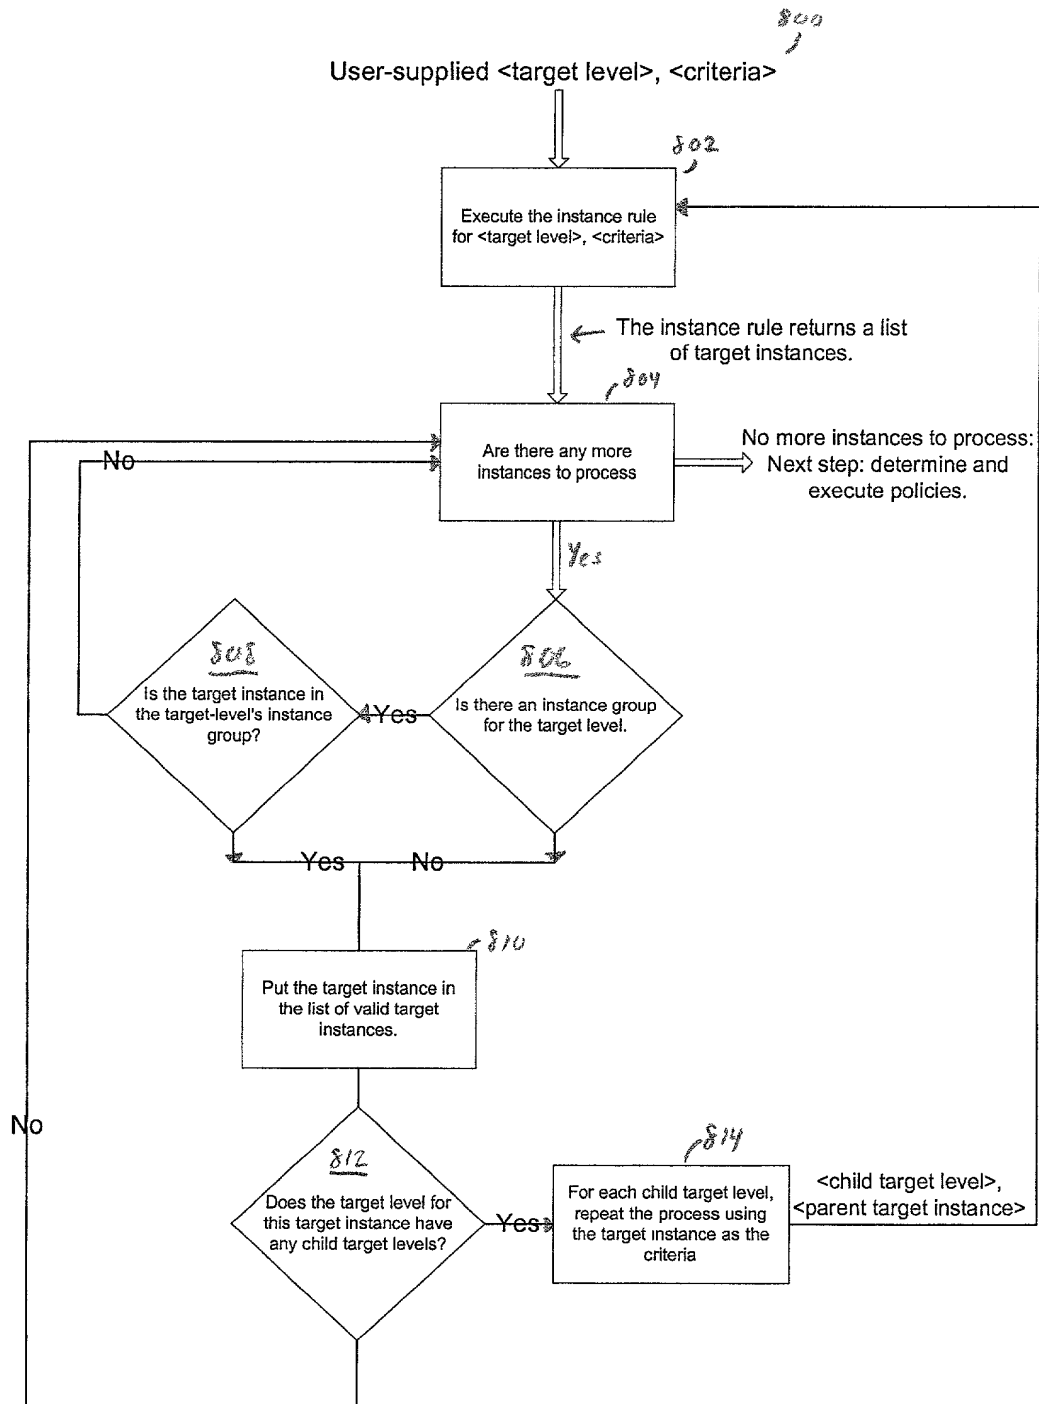 800
User-supplied <target level>, <criteria>
802
Execute the instance rule
for <target level>, <criteria>
The instance rule returns a list
of target instances.
804
Are there any more
instances to process
No more instances to process:
Next step: determine and
execute policies.
No
Yes
808
Is the target instance in
the target-level's instance
group?
Yes
806
Is there an instance group
for the target level.
Yes
No
810
Put the target instance in
the list of valid target
instances.
No
812
Does the target level for
this target instance have
any child target levels?
Yes
814
For each child target level,
repeat the process using
the target instance as the
criteria
<child target level>,
<parent target instance>